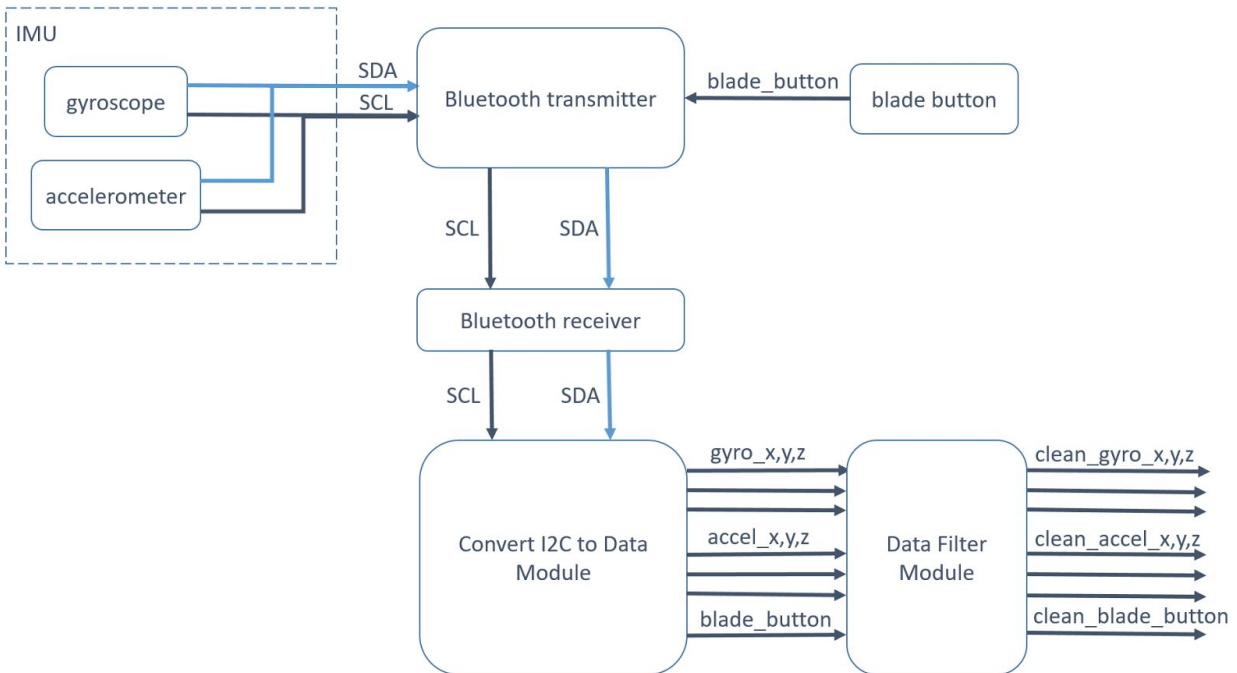 IMU
SDA
gyroscope
SCL
accelerometer
Bluetooth transmitter
blade_button
blade button
SCL
SDA
Bluetooth receiver
SCL
SDA
Convert I2C to Data
Module
gyro_x,y,z
accel_x,y,z
blade_button
Data Filter
Module
clean_gyro_x,y,z
clean_accel_x,y,z
clean_blade_button